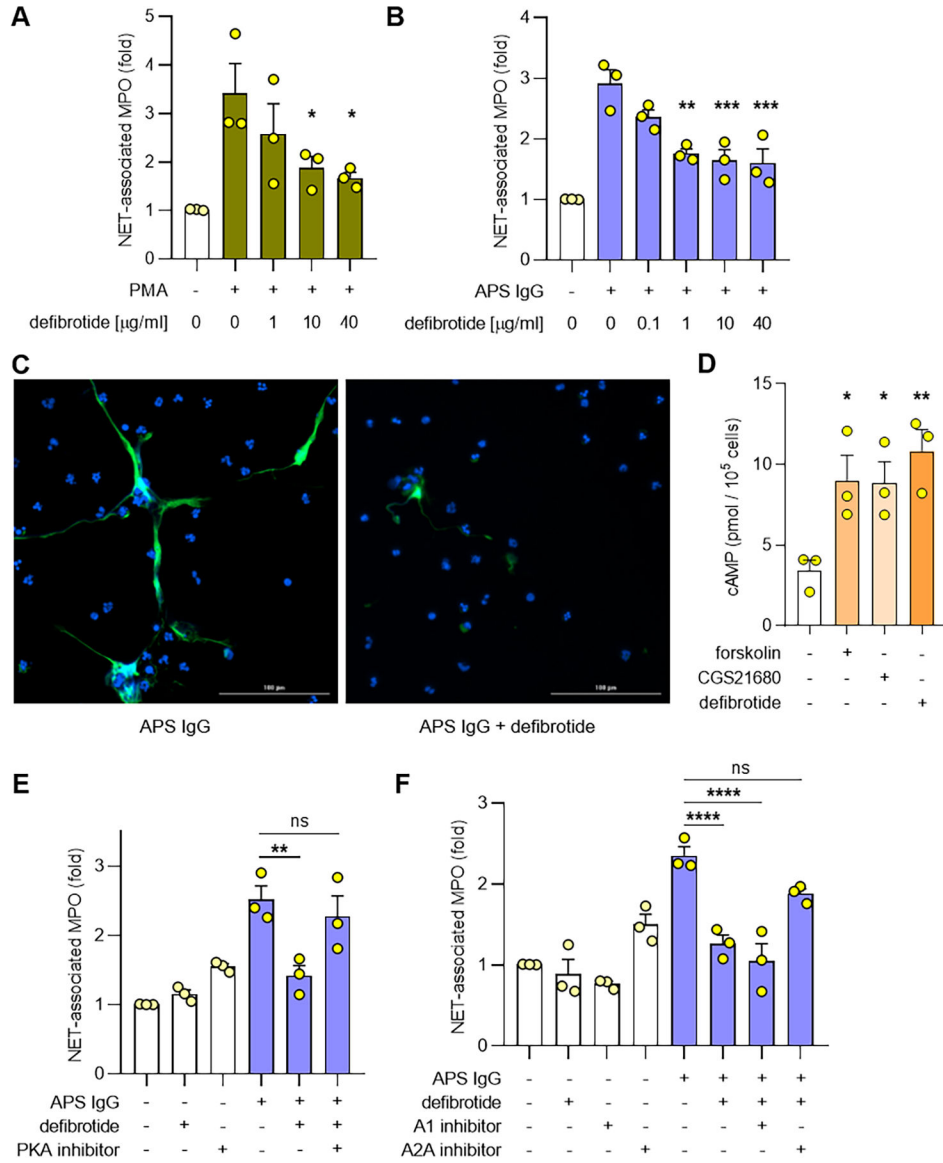 A
NET-associated MPO (fold)
5
4
3
2
1
0
* *
PMA - + + + +
defibrotide [μg/ml] 0 0 1 10 40
B
NET-associated MPO (fold)
4
3
2
1
0
** *** ***
APS IgG - + + + + +
defibrotide [μg/ml] 0 0 0.1 1 10 40
C
100 μm
100 μm
APS IgG
APS IgG + defibrotide
D
cAMP (pmol / 10⁵ cells)
15
10
5
0
* * **
forskolin - + - -
CGS21680 - - + -
defibrotide - - - +
E
NET-associated MPO (fold)
3
2
1
0
ns
**
APS IgG - - - + + +
defibrotide - + - - + +
PKA inhibitor - - + - - +
F
NET-associated MPO (fold)
3
2
1
0
ns
****
****
APS IgG - - - - + + + +
defibrotide - + - - - + + +
A1 inhibitor - - + - - - + -
A2A inhibitor - - - + - - - +